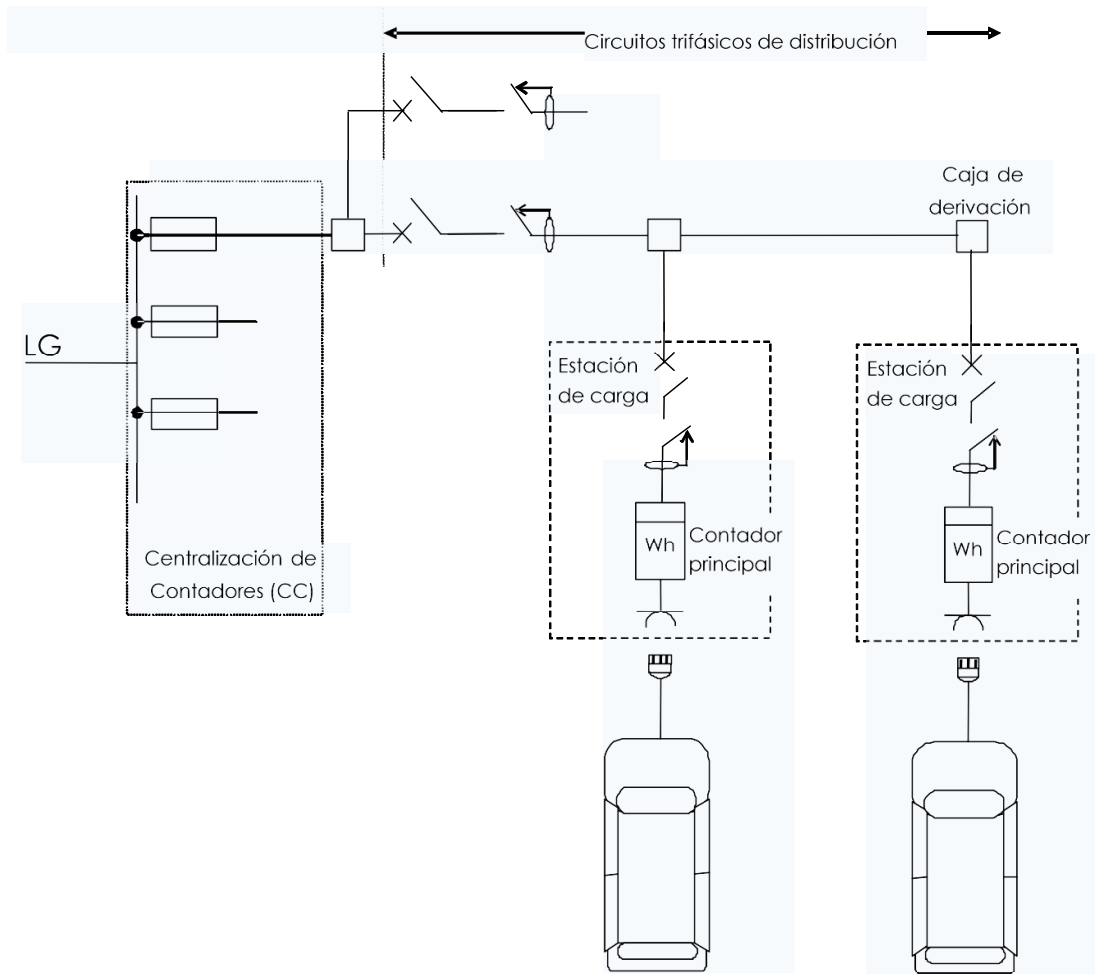 Circuitos trifásicos de distribución
Caja de
derivación
LG
Estación
de carga
Estación
de carga
Wh
Contador
principal
Wh
Contador
principal
Centralización de
Contadores (CC)